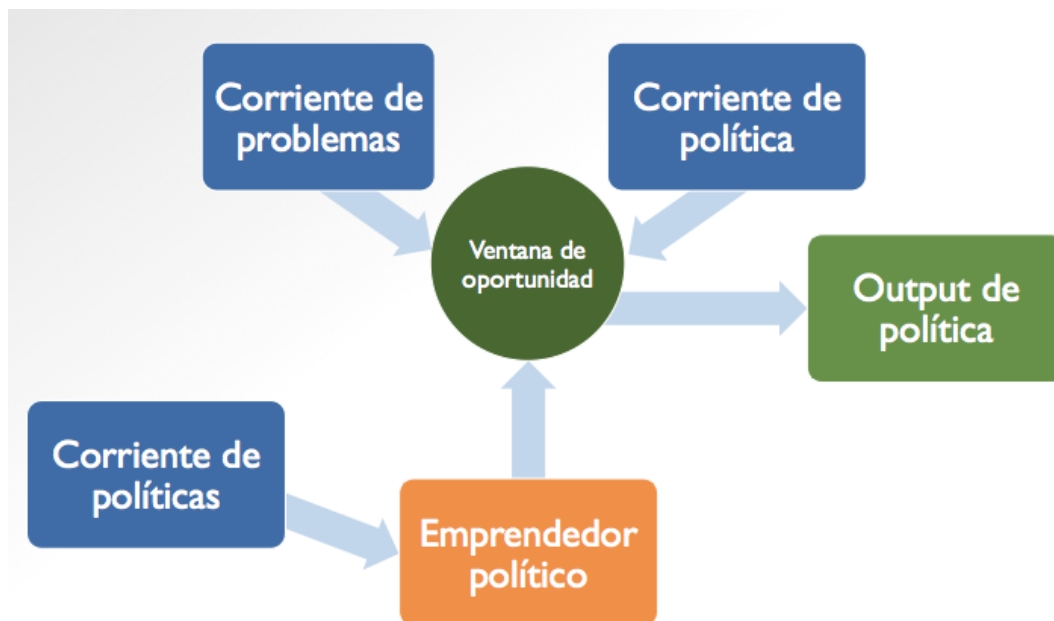 Corriente de
problemas
Corriente de
política
Ventana de
oportunidad
Output de
política
Corriente de
políticas
Emprendedor
político